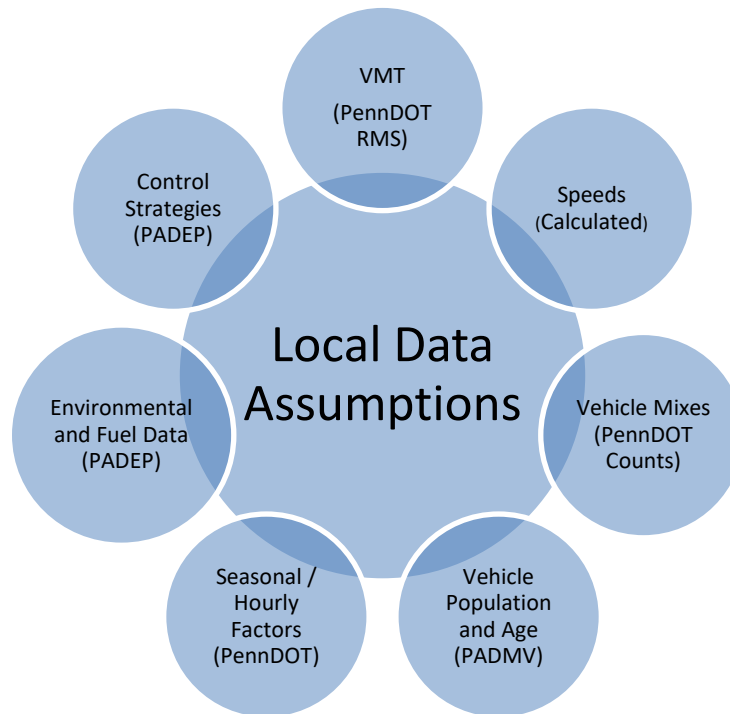 VMT
(PennDOT
RMS)
Speeds
(Calculated)
Vehicle Mixes
(PennDOT
Counts)
Vehicle
Population
and Age
(PADMV)
Seasonal /
Hourly
Factors
(PennDOT)
Environmental
and Fuel Data
(PADEP)
Control
Strategies
(PADEP)
Local Data
Assumptions